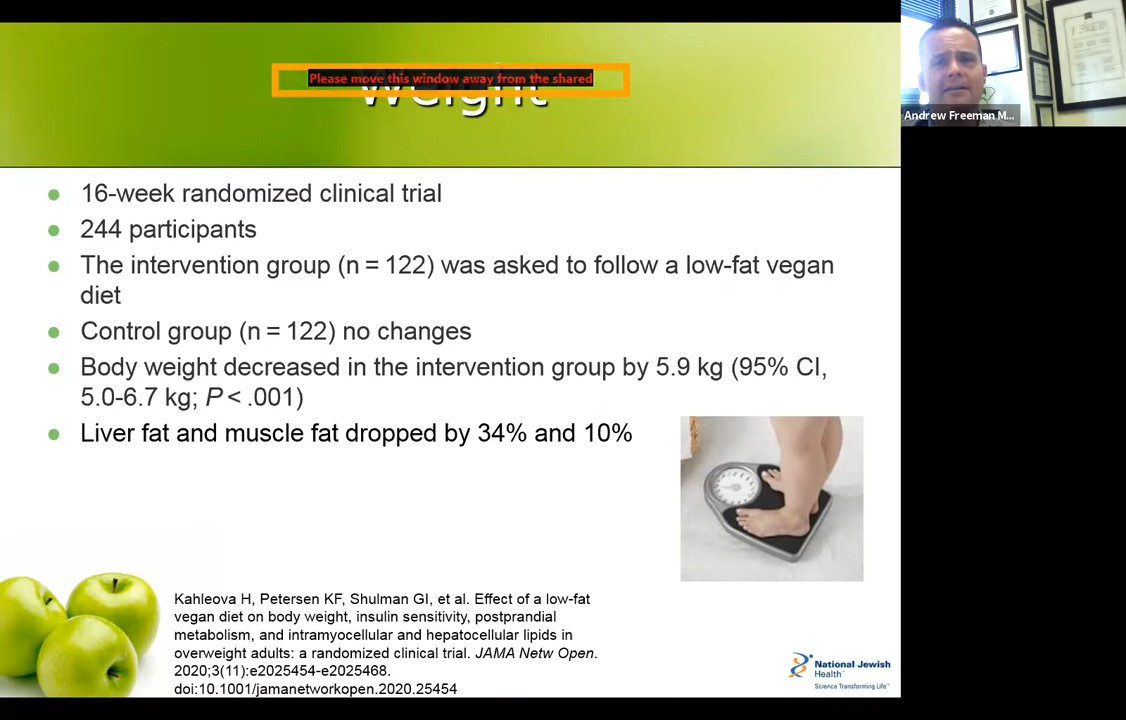 Please move this window away from the shared
weight
Andrew Freeman M...
16-week randomized clinical trial
244 participants
The intervention group (n = 122) was asked to follow a low-fat vegan
diet
Control group (n = 122) no changes
Body weight decreased in the intervention group by 5.9 kg (95% CI,
5.0-6.7 kg; P < .001)
Liver fat and muscle fat dropped by 34% and 10%
Kahleova H, Petersen KF, Shulman GI, et al. Effect of a low-fat
vegan diet on body weight, insulin sensitivity, postprandial
metabolism, and intramyocellular and hepatocellular lipids in
overweight adults: a randomized clinical trial. JAMA Netw Open.
2020;3(11):e2025454-e2025468.
doi:10.1001/jamanetworkopen.2020.25454
National Jewish
Health™
Science Transforming Life®